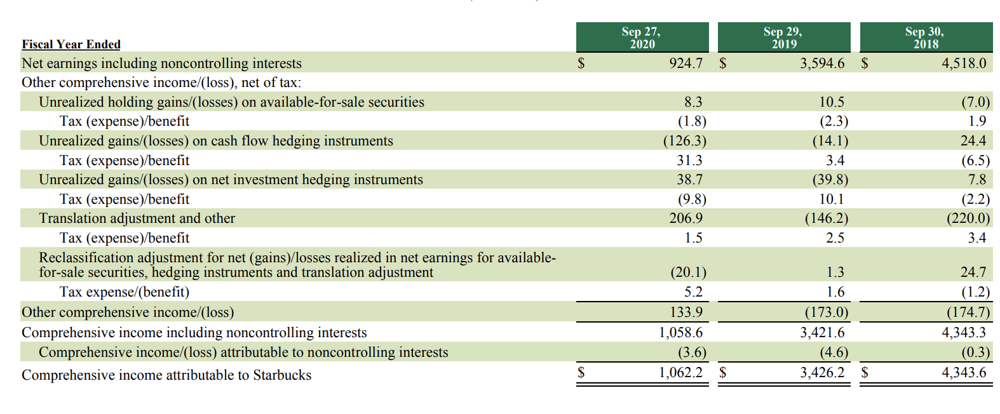 Fiscal Year Ended Sep 27, 2020 Sep 29, 2019 Sep 30, 2018
Net earnings including noncontrolling interests $ 924.7 $ 3,594.6 $ 4,518.0
Other comprehensive income/(loss), net of tax:
Unrealized holding gains/(losses) on available-for-sale securities 8.3 10.5 (7.0)
Tax (expense)/benefit (1.8) (2.3) 1.9
Unrealized gains/(losses) on cash flow hedging instruments (126.3) (14.1) 24.4
Tax (expense)/benefit 31.3 3.4 (6.5)
Unrealized gains/(losses) on net investment hedging instruments 38.7 (39.8) 7.8
Tax (expense)/benefit (9.8) 10.1 (2.2)
Translation adjustment and other 206.9 (146.2) (220.0)
Tax (expense)/benefit 1.5 2.5 3.4
Reclassification adjustment for net (gains)/losses realized in net earnings for available-
for-sale securities, hedging instruments and translation adjustment (20.1) 1.3 24.7
Tax expense/(benefit) 5.2 1.6 (1.2)
Other comprehensive income/(loss) 133.9 (173.0) (174.7)
Comprehensive income including noncontrolling interests 1,058.6 3,421.6 4,343.3
Comprehensive income/(loss) attributable to noncontrolling interests (3.6) (4.6) (0.3)
Comprehensive income attributable to Starbucks $ 1,062.2 $ 3,426.2 $ 4,343.6